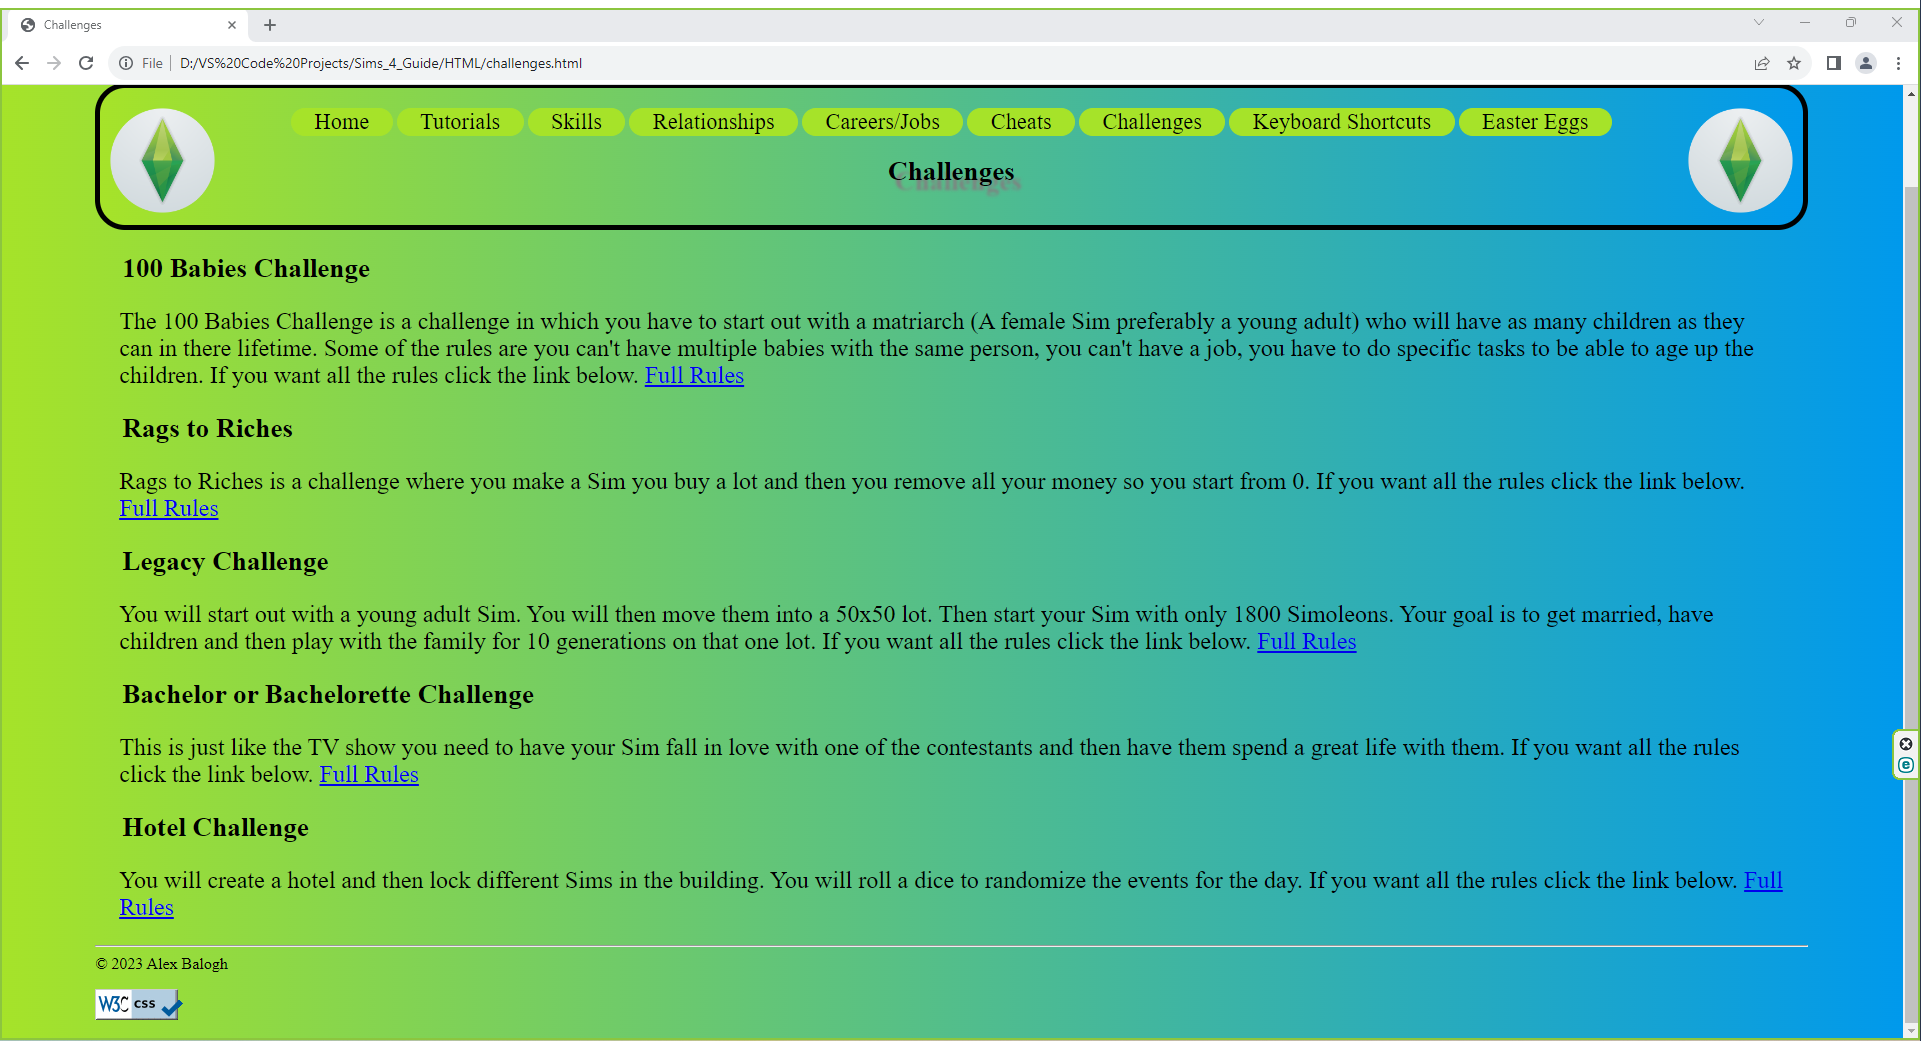 Challenges
File D:/VS%20Code%20Projects/Sims_4_Guide/HTML/challenges.html
Home Tutorials Skills Relationships Careers/Jobs Cheats Challenges Keyboard Shortcuts Easter Eggs
Challenges
100 Babies Challenge
The 100 Babies Challenge is a challenge in which you have to start out with a matriarch (A female Sim preferably a young adult) who will have as many children as they
can in there lifetime. Some of the rules are you can't have multiple babies with the same person, you can't have a job, you have to do specific tasks to be able to age up the
children. If you want all the rules click the link below. Full Rules
Rags to Riches
Rags to Riches is a challenge where you make a Sim you buy a lot and then you remove all your money so you start from 0. If you want all the rules click the link below.
Full Rules
Legacy Challenge
You will start out with a young adult Sim. You will then move them into a 50x50 lot. Then start your Sim with only 1800 Simoleons. Your goal is to get married, have
children and then play with the family for 10 generations on that one lot. If you want all the rules click the link below. Full Rules
Bachelor or Bachelorette Challenge
This is just like the TV show you need to have your Sim fall in love with one of the contestants and then have them spend a great life with them. If you want all the rules
click the link below. Full Rules
Hotel Challenge
You will create a hotel and then lock different Sims in the building. You will roll a dice to randomize the events for the day. If you want all the rules click the link below. Full
Rules
© 2023 Alex Balogh
W3C css